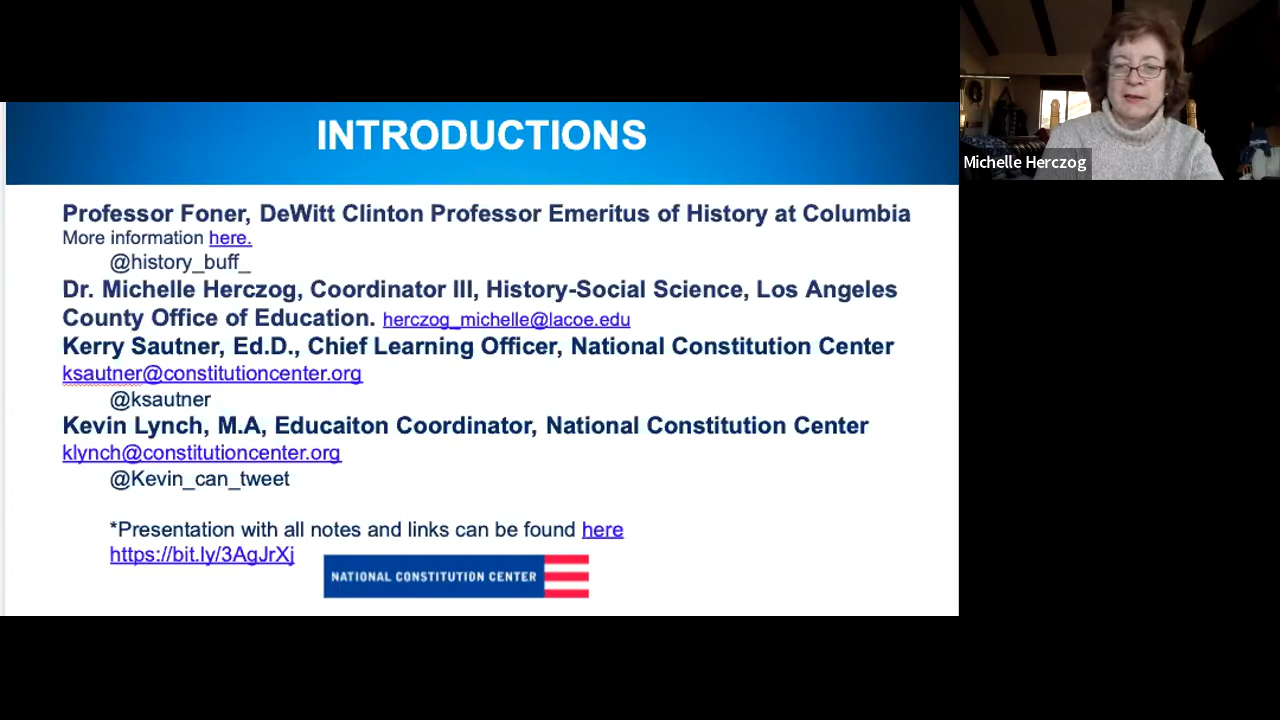 INTRODUCTIONS
Professor Foner, DeWitt Clinton Professor Emeritus of History at Columbia
More information here.
@history_buff_
Dr. Michelle Herczog, Coordinator III, History-Social Science, Los Angeles
County Office of Education. herczog_michelle@lacoe.edu
Kerry Sautner, Ed.D., Chief Learning Officer, National Constitution Center
ksautner@constitutioncenter.org
@ksautner
Kevin Lynch, M.A, Educaiton Coordinator, National Constitution Center
klynch@constitutioncenter.org
@Kevin_can_tweet
*Presentation with all notes and links can be found here
https://bit.ly/3AgJrXj
NATIONAL CONSTITUTION CENTER
Michelle Herczog